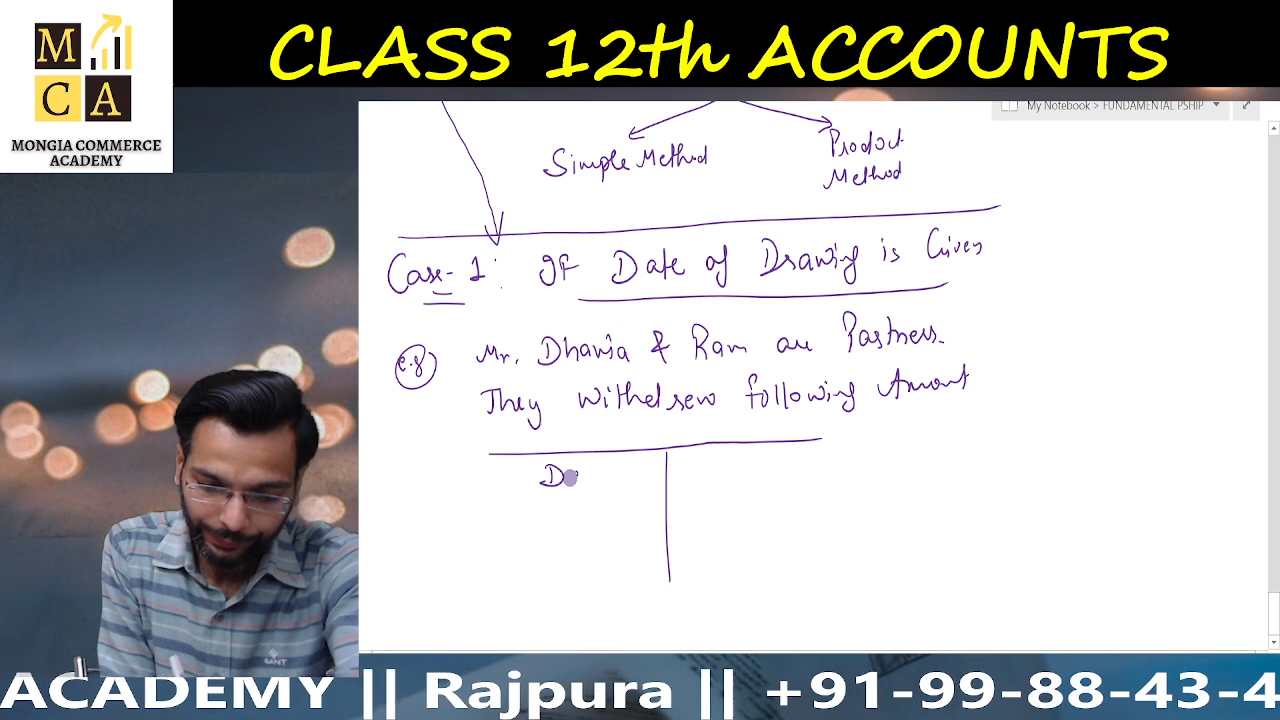 CLASS 12th ACCOUNTS
M
C A
MONGIA COMMERCE
ACADEMY
My Notebook > FUNDAMENTAL PSHIP
Simple Method
Product
Method
Case-1: If Date of Drawing is Given
e.g Mr. Dhania & Ram are Partners.
They withdrew following Amount
D
GANT
ACADEMY || Rajpura || +91-99-88-43-4